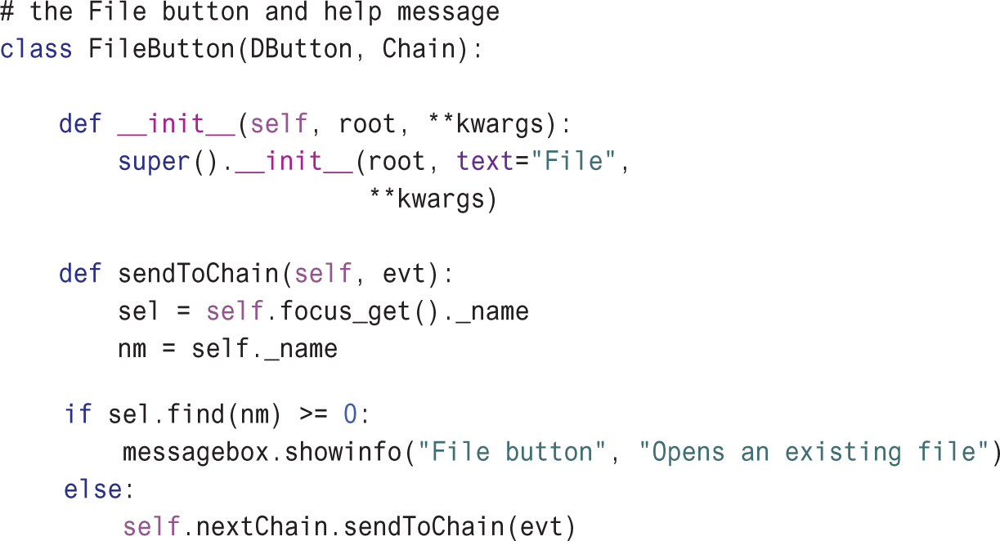 # the File button and help message
class FileButton(DButton, Chain):
    def __init__(self, root, **kwargs):
        super().__init__(root, text="File",
                         **kwargs)
    def sendToChain(self, evt):
        sel = self.focus_get()._name
        nm = self._name
    if sel.find(nm) >= 0:
        messagebox.showinfo("File button", "Opens an existing file")
    else:
        self.nextChain.sendToChain(evt)